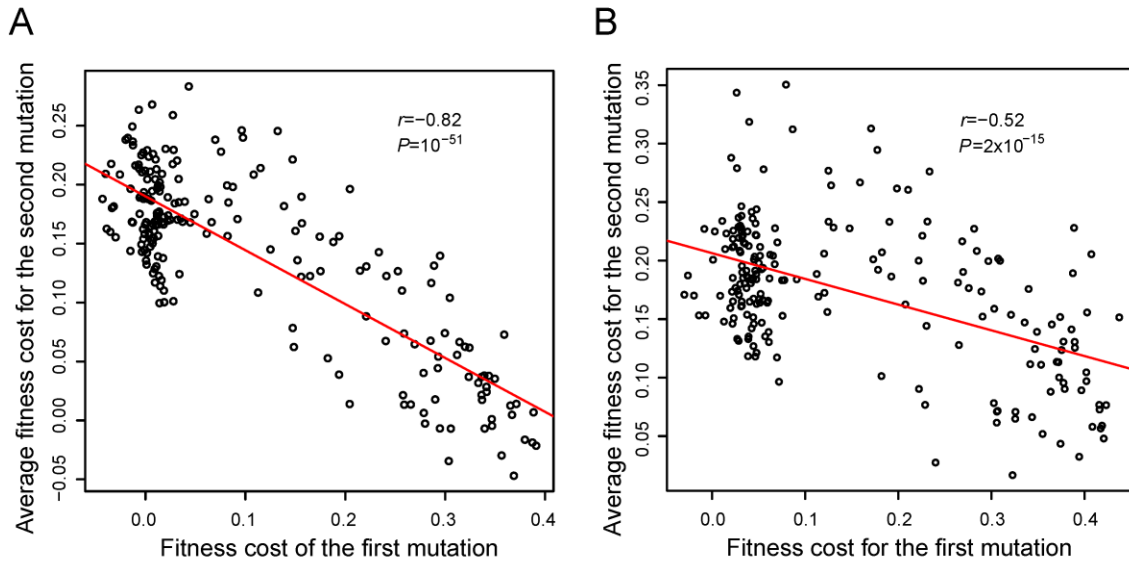 A
Average fitness cost for the second mutation
−0.05 0.00 0.05 0.10 0.15 0.20 0.25
r=−0.82
P=10−51
0.0 0.1 0.2 0.3 0.4
Fitness cost of the first mutation
B
Average fitness cost for the second mutation
0.05 0.10 0.15 0.20 0.25 0.30 0.35
r=−0.52
P=2x10−15
0.0 0.1 0.2 0.3 0.4
Fitness cost for the first mutation